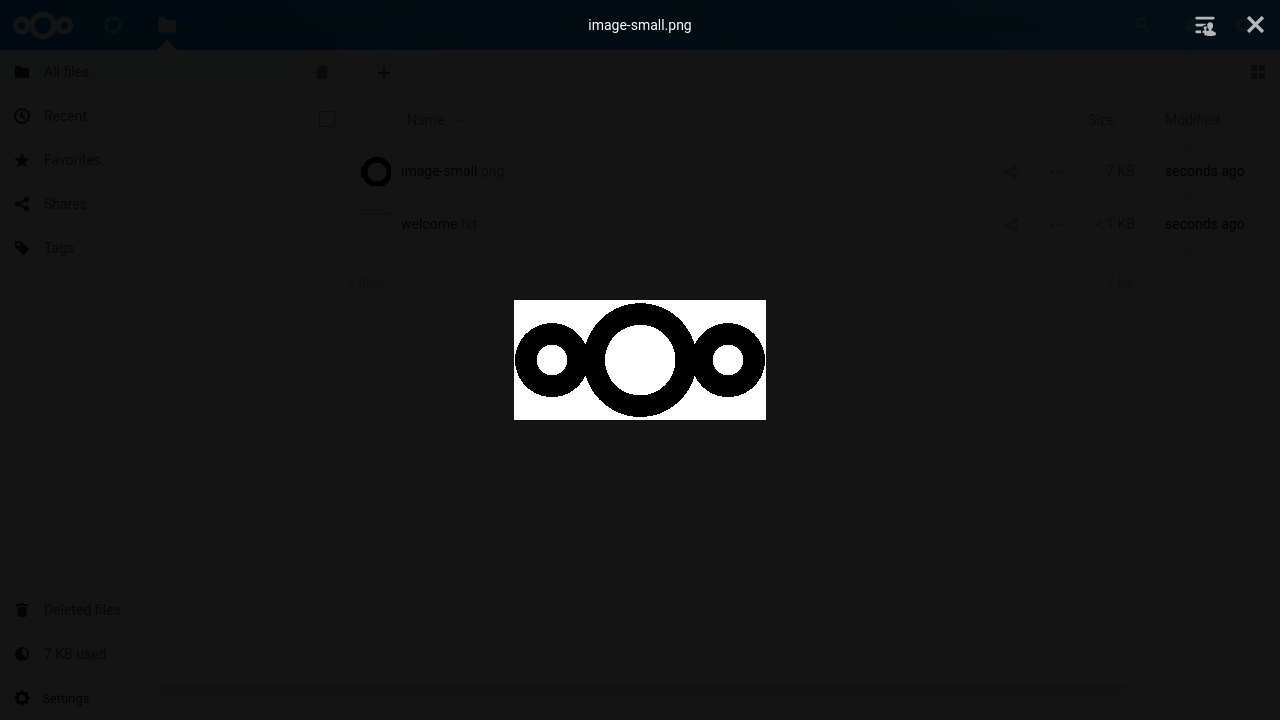 image-small.png
All files
Recent
Favorites
Shares
Tags
Name
Size
Modified
image-small.png
7 KB
seconds ago
welcome.txt
< 1 KB
seconds ago
2 files
7 KB
Deleted files
7 KB used
Settings